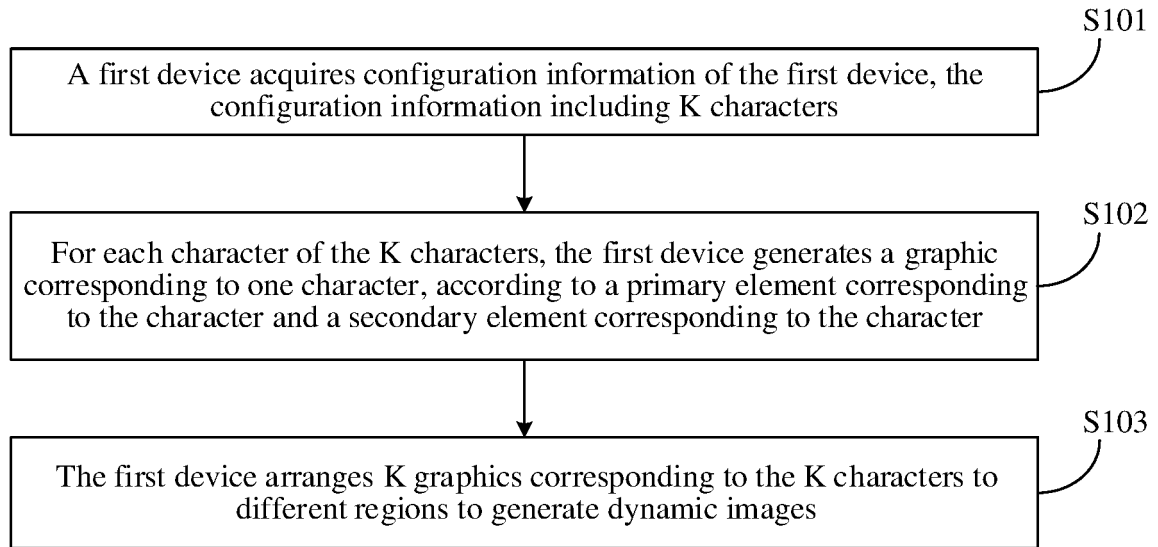 S101
A first device acquires configuration information of the first device, the
configuration information including K characters
S102
For each character of the K characters, the first device generates a graphic
corresponding to one character, according to a primary element corresponding
to the character and a secondary element corresponding to the character
S103
The first device arranges K graphics corresponding to the K characters to
different regions to generate dynamic images